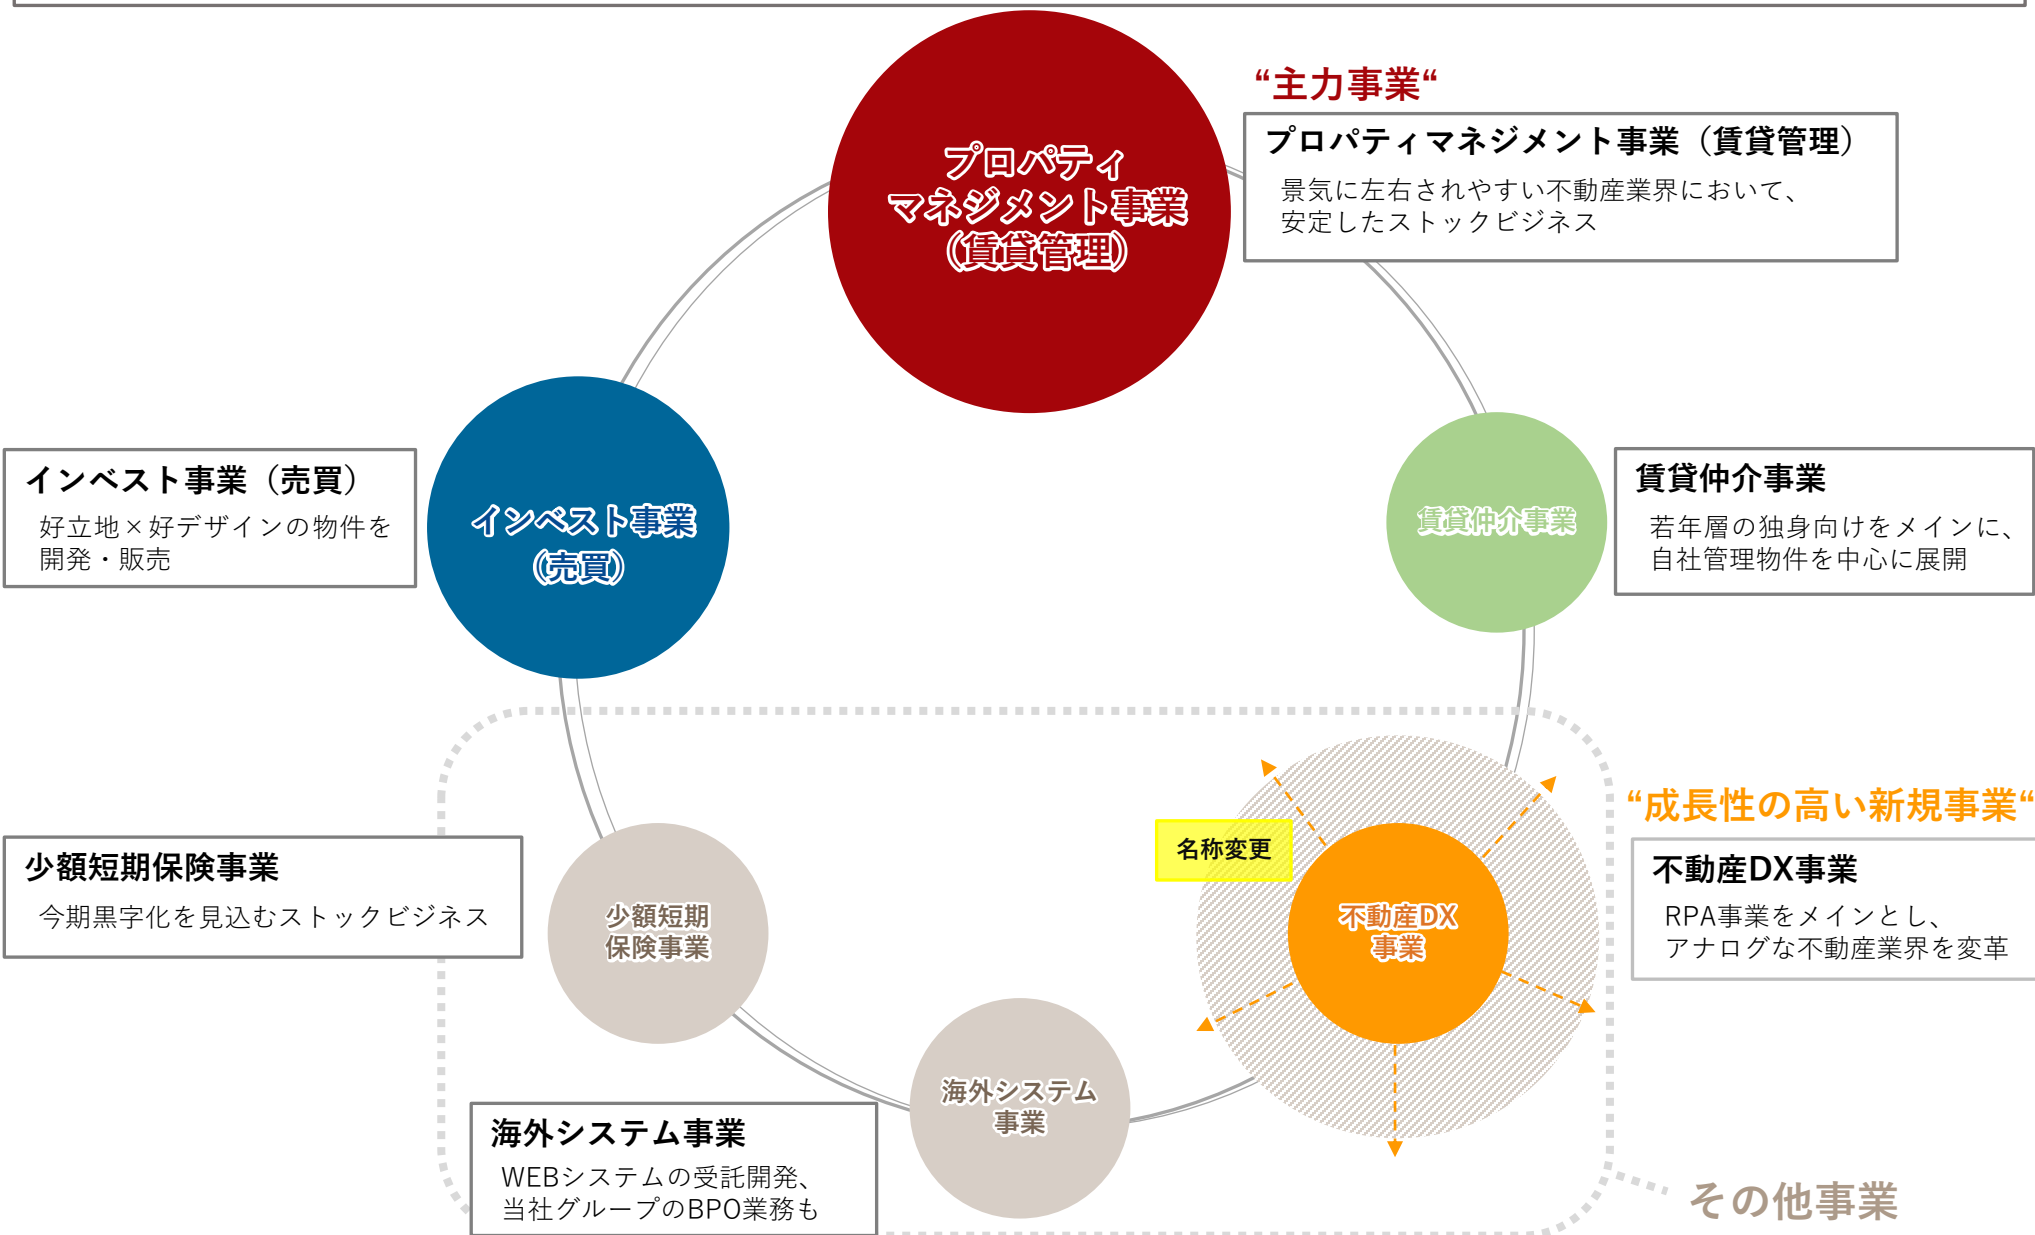 “主力事業“
プロパティマネジメント事業（賃貸管理）
景気に左右されやすい不動産業界において、
安定したストックビジネス
プロパティ
マネジメント事業
（賃貸管理）
インベスト事業（売買）
好立地×好デザインの物件を
開発・販売
インベスト事業
（売買）
賃貸仲介事業
賃貸仲介事業
若年層の独身向けをメインに、
自社管理物件を中心に展開
“成長性の高い新規事業“
不動産DX事業
RPA事業をメインとし、
アナログな不動産業界を変革
名称変更
不動産DX
事業
少額短期保険事業
今期黒字化を見込むストックビジネス
少額短期
保険事業
海外システム
事業
海外システム事業
WEBシステムの受託開発、
当社グループのBPO業務も
その他事業